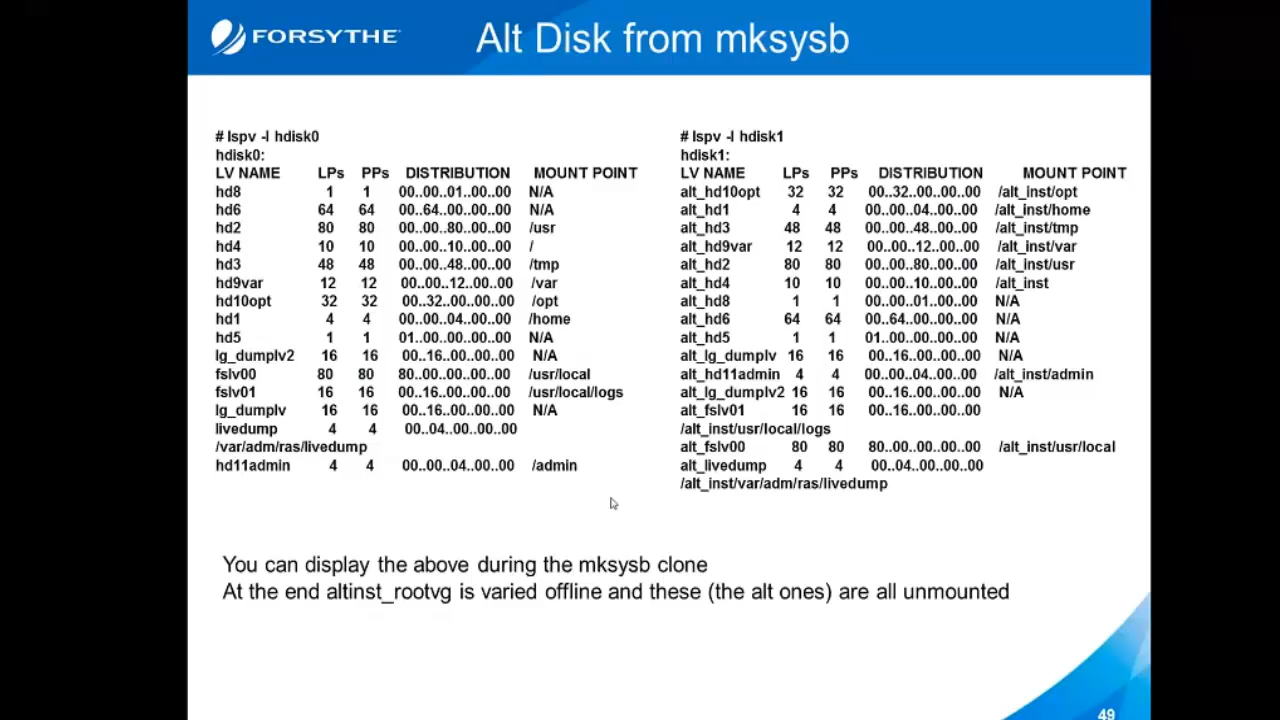 FORSYTHE
Alt Disk from mksysb
# lspv -l hdisk0
hdisk0:
LV NAME LPs PPs DISTRIBUTION MOUNT POINT
hd8 1 1 00..00..01..00..00 N/A
hd6 64 64 00..64..00..00..00 N/A
hd2 80 80 00..00..80..00..00 /usr
hd4 10 10 00..00..10..00..00 /
hd3 48 48 00..00..48..00..00 /tmp
hd9var 12 12 00..00..12..00..00 /var
hd10opt 32 32 00..32..00..00..00 /opt
hd1 4 4 00..00..04..00..00 /home
hd5 1 1 01..00..00..00..00 N/A
lg_dumplv2 16 16 00..16..00..00..00 N/A
fslv00 80 80 80..00..00..00..00 /usr/local
fslv01 16 16 00..16..00..00..00 /usr/local/logs
lg_dumplv 16 16 00..16..00..00..00 N/A
livedump 4 4 00..04..00..00..00
/var/adm/ras/livedump
hd11admin 4 4 00..00..04..00..00 /admin
# lspv -l hdisk1
hdisk1:
LV NAME LPs PPs DISTRIBUTION MOUNT POINT
alt_hd10opt 32 32 00..32..00..00..00 /alt_inst/opt
alt_hd1 4 4 00..00..04..00..00 /alt_inst/home
alt_hd3 48 48 00..00..48..00..00 /alt_inst/tmp
alt_hd9var 12 12 00..00..12..00..00 /alt_inst/var
alt_hd2 80 80 00..00..80..00..00 /alt_inst/usr
alt_hd4 10 10 00..00..10..00..00 /alt_inst
alt_hd8 1 1 00..00..01..00..00 N/A
alt_hd6 64 64 00..64..00..00..00 N/A
alt_hd5 1 1 01..00..00..00..00 N/A
alt_lg_dumplv 16 16 00..16..00..00..00 N/A
alt_hd11admin 4 4 00..00..04..00..00 /alt_inst/admin
alt_lg_dumplv2 16 16 00..16..00..00..00 N/A
alt_fslv01 16 16 00..16..00..00..00
/alt_inst/usr/local/logs
alt_fslv00 80 80 80..00..00..00..00 /alt_inst/usr/local
alt_livedump 4 4 00..04..00..00..00
/alt_inst/var/adm/ras/livedump
You can display the above during the mksysb clone
At the end altinst_rootvg is varied offline and these (the alt ones) are all unmounted
49